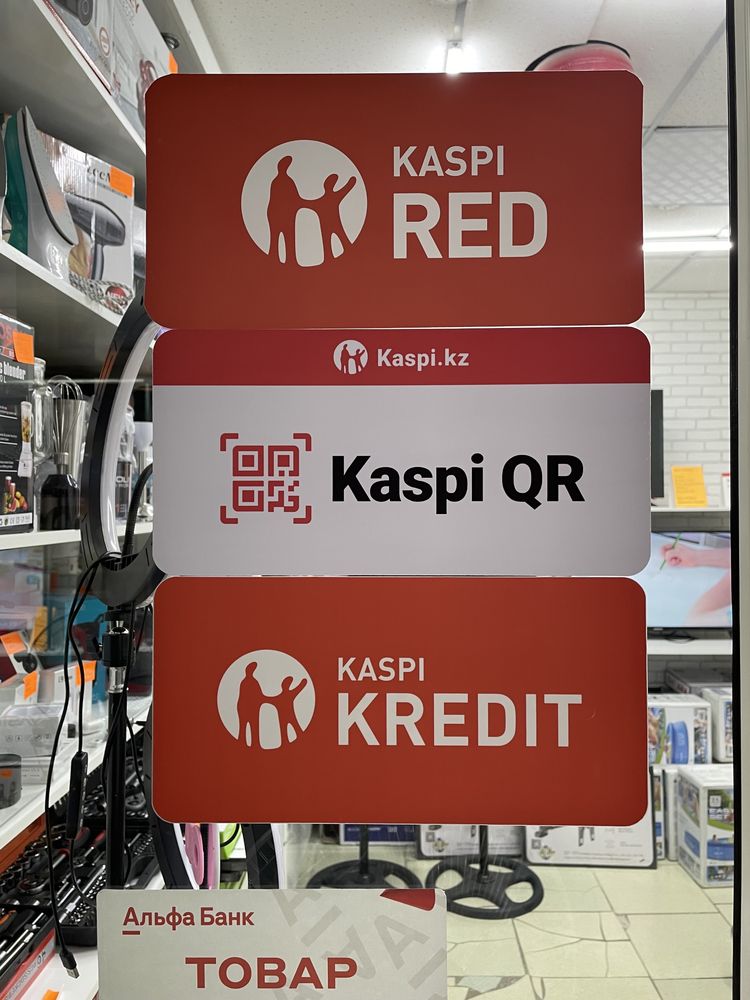 KASPI
RED
Kaspi.kz
Kaspi QR
KASPI
KREDIT
Альфа Банк
ТОВАР